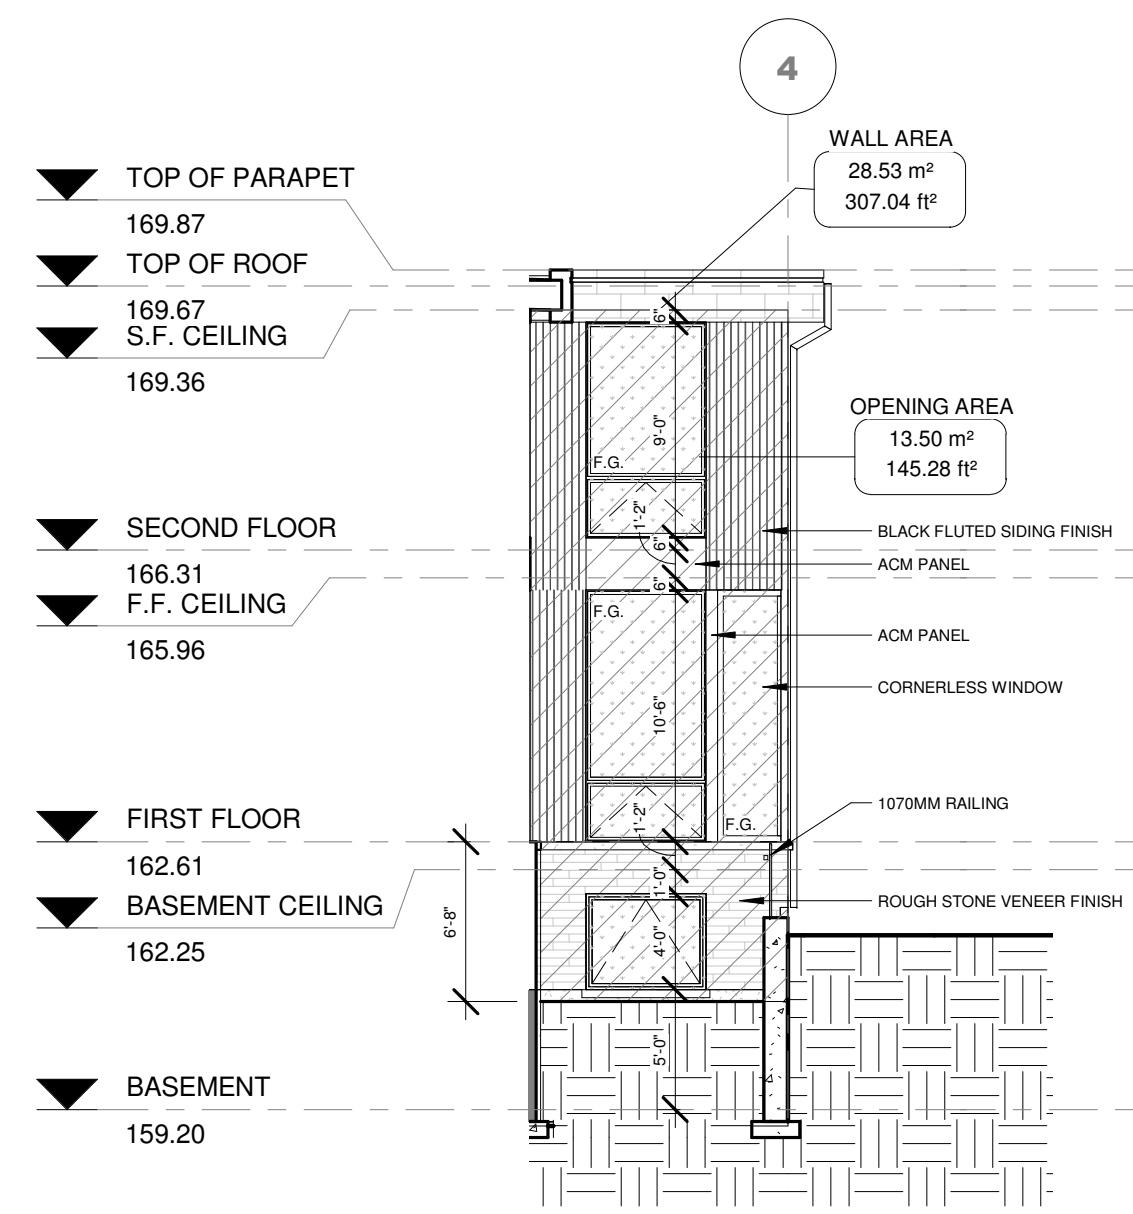 4
WALL AREA
28.53 m²
307.04 ft²
TOP OF PARAPET
169.87
TOP OF ROOF
169.67
S.F. CEILING
169.36
6"
9'-0"
F.G.
OPENING AREA
13.50 m²
145.28 ft²
1'-2"
SECOND FLOOR
166.31
6"
BLACK FLUTED SIDING FINISH
ACM PANEL
F.F. CEILING
165.96
6"
F.G.
ACM PANEL
CORNERLESS WINDOW
10'-6"
1'-2"
F.G.
1070MM RAILING
FIRST FLOOR
162.61
1'-0"
BASEMENT CEILING
162.25
6'-8"
4'-0"
ROUGH STONE VENEER FINISH
5'-0"
BASEMENT
159.20